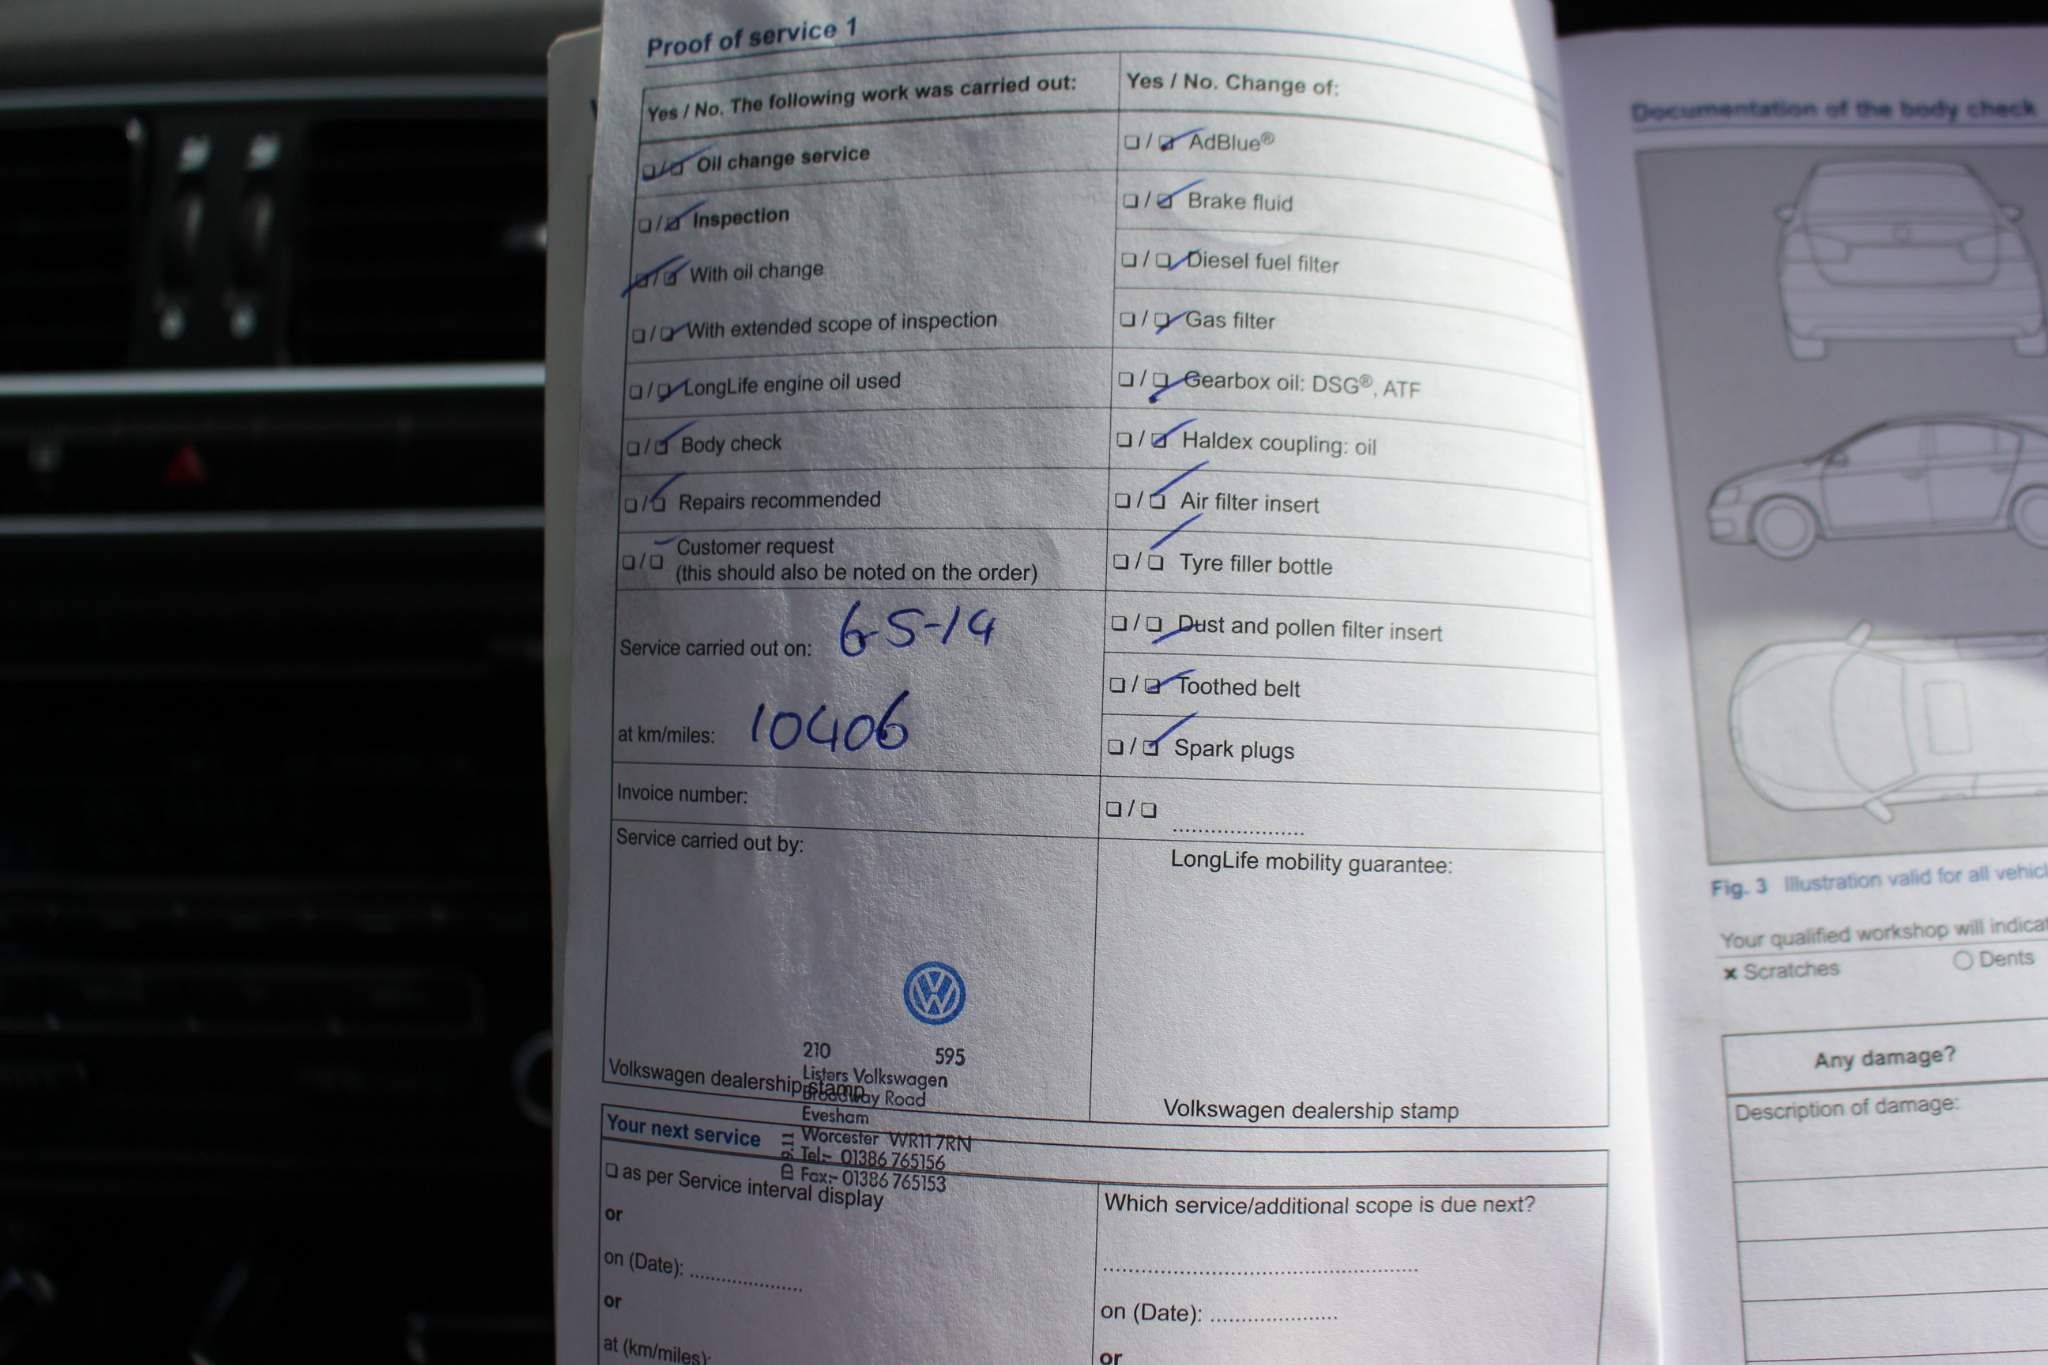 Proof of service 1
Yes / No. The following work was carried out:
❏/❏ Oil change service
❏/❏ Inspection
❏/❏ With oil change
❏/❏ With extended scope of inspection
❏/❏ LongLife engine oil used
❏/❏ Body check
❏/❏ Repairs recommended
❏/❏ Customer request
(this should also be noted on the order)
Service carried out on: 6-5-14
at km/miles: 10406
Invoice number:
Service carried out by:
210 595
Listers Volkswagen
Broadway Road
Evesham
Worcester WR11 7RN
Tel:- 01386 765156
Fax:- 01386 765153
Volkswagen dealership stamp
Yes / No. Change of:
❏/❏ AdBlue®
❏/❏ Brake fluid
❏/❏ Diesel fuel filter
❏/❏ Gas filter
❏/❏ Gearbox oil: DSG®, ATF
❏/❏ Haldex coupling: oil
❏/❏ Air filter insert
❏/❏ Tyre filler bottle
❏/❏ Dust and pollen filter insert
❏/❏ Toothed belt
❏/❏ Spark plugs
❏/❏ ......................
LongLife mobility guarantee:
Volkswagen dealership stamp
Your next service
❏ as per Service interval display
or
on (Date): ...................
or
at (km/miles):
Which service/additional scope is due next?
..................................................
on (Date): .....................
or
Documentation of the body check
Fig. 3 Illustration valid for all
Your qualified workshop will
× Scratches ○ Dents
Any damage?
Description of damage: